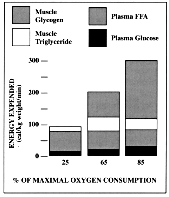 Muscle
Glycogen
Plasma FFA
Muscle
Triglyceride
Plasma Glucose
ENERGY EXPENDED
(cal/kg weight/min)
300
200
100
0
25
65
85
% OF MAXIMAL OXYGEN CONSUMPTION